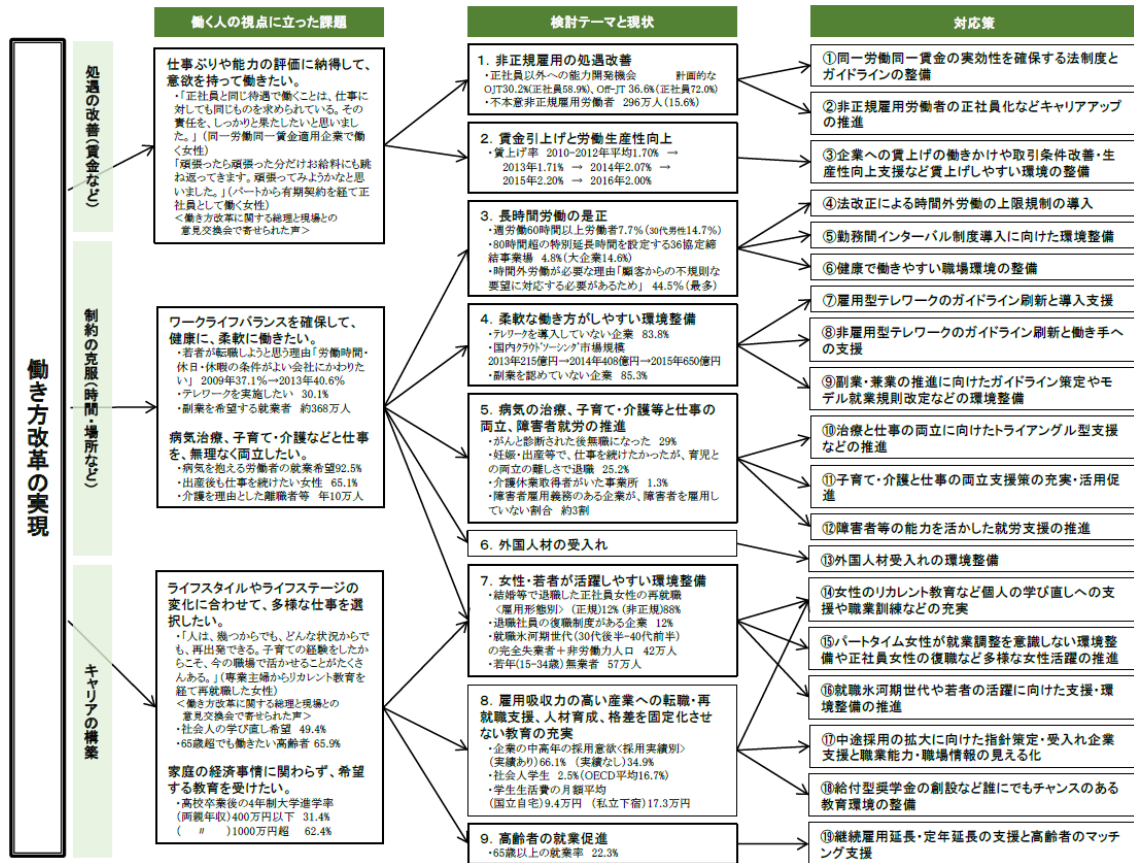 働く人の視点に立った課題
検討テーマと現状
対応策
働き方改革の実現
処遇の改善(賃金など)
制約の克服(時間・場所など)
キャリアの構築
仕事ぶりや能力の評価に納得して、
意欲を持って働きたい。
・「正社員と同じ待遇で働くことは、仕事に
対しても同じものを求められている。その
責任を、しっかりと果たしたいと思いまし
た。」(同一労働同一賃金適用企業で働
く女性)
「頑張ったら頑張った分だけお給料にも跳
ね返ってきます。頑張ってみようかなと思
いました。」(パートから有期契約を経て正
社員として働く女性)
<働き方改革に関する総理と現場との
意見交換会で寄せられた声>
ワークライフバランスを確保して、
健康に、柔軟に働きたい。
・若者が転職しようと思う理由「労働時間・
休日・休暇の条件がよい会社にかわりた
い」 2009年37.1%→2013年40.6%
・テレワークを実施したい 30.1%
・副業を希望する就業者 約368万人
病気治療、子育て・介護などと仕事
を、無理なく両立したい。
・病気を抱える労働者の就業希望92.5%
・出産後も仕事を続けたい女性 65.1%
・介護を理由とした離職者等 年10万人
ライフスタイルやライフステージの
変化に合わせて、多様な仕事を選
択したい。
・「人は、幾つからでも、どんな状況からで
も、再出発できる。子育ての経験をしたか
らこそ、今の職場で活かせることがたくさ
んある。」(専業主婦からリカレント教育を
経て再就職した女性)
<働き方改革に関する総理と現場との
意見交換会で寄せられた声>
・社会人の学び直し希望 49.4%
・65歳超でも働きたい高齢者 65.9%
家庭の経済事情に関わらず、希望
する教育を受けたい。
・高校卒業後の4年制大学進学率
(両親年収)400万円以下 31.4%
( 〃 )1000万円超 62.4%
1. 非正規雇用の処遇改善
・正社員以外への能力開発機会 計画的な
OJT30.2%(正社員58.9%)、Off-JT 36.6%(正社員72.0%)
・不本意非正規雇用労働者 296万人(15.6%)
2. 賃金引上げと労働生産性向上
・賃上げ率 2010-2012年平均1.70% →
2013年1.71% → 2014年2.07% →
2015年2.20% → 2016年2.00%
3. 長時間労働の是正
・週労働60時間以上労働者7.7%(30代男性14.7%)
・80時間超の特別延長時間を設定する36協定締
結事業場 4.8%(大企業14.6%)
・時間外労働が必要な理由「顧客からの不規則な
要望に対応する必要があるため」 44.5%(最多)
4. 柔軟な働き方がしやすい環境整備
・テレワークを導入していない企業 83.8%
・国内クラウドソーシング市場規模
2013年215億円→2014年408億円→2015年650億円
・副業を認めていない企業 85.3%
5. 病気の治療、子育て・介護等と仕事の
両立、障害者就労の推進
・がんと診断された後無職になった 29%
・妊娠・出産等で、仕事を続けたかったが、育児と
の両立の難しさで退職 25.2%
・介護休業取得者がいた事業所 1.3%
・障害者雇用義務のある企業が、障害者を雇用し
ていない割合 約3割
6. 外国人材の受入れ
7. 女性・若者が活躍しやすい環境整備
・結婚等で退職した正社員女性の再就職
<雇用形態別> (正規)12% (非正規)88%
・退職社員の復職制度がある企業 12%
・就職氷河期世代(30代後半-40代前半)
の完全失業者+非労働力人口 42万人
・若年(15-34歳)無業者 57万人
8. 雇用吸収力の高い産業への転職・再
就職支援、人材育成、格差を固定化させ
ない教育の充実
・企業の中高年の採用意欲<採用実績別>
(実績あり)66.1% (実績なし)34.9%
・社会人学生 2.5%(OECD平均16.7%)
・学生生活費の月額平均
(国立自宅)9.4万円 (私立下宿)17.3万円
9. 高齢者の就業促進
・65歳以上の就業率 22.3%
①同一労働同一賃金の実効性を確保する法制度と
ガイドラインの整備
②非正規雇用労働者の正社員化などキャリアアップ
の推進
③企業への賃上げの働きかけや取引条件改善・生
産性向上支援など賃上げしやすい環境の整備
④法改正による時間外労働の上限規制の導入
⑤勤務間インターバル制度導入に向けた環境整備
⑥健康で働きやすい職場環境の整備
⑦雇用型テレワークのガイドライン刷新と導入支援
⑧非雇用型テレワークのガイドライン刷新と働き手へ
の支援
⑨副業・兼業の推進に向けたガイドライン策定やモ
デル就業規則改定などの環境整備
⑩治療と仕事の両立に向けたトライアングル型支援
などの推進
⑪子育て・介護と仕事の両立支援策の充実・活用促
進
⑫障害者等の能力を活かした就労支援の推進
⑬外国人材受入れの環境整備
⑭女性のリカレント教育など個人の学び直しへの支
援や職業訓練などの充実
⑮パートタイム女性が就業調整を意識しない環境整
備や正社員女性の復職など多様な女性活躍の推進
⑯就職氷河期世代や若者の活躍に向けた支援・環
境整備の推進
⑰中途採用の拡大に向けた指針策定・受入れ企業
支援と職業能力・職場情報の見える化
⑱給付型奨学金の創設など誰にでもチャンスのある
教育環境の整備
⑲継続雇用延長・定年延長の支援と高齢者のマッチ
ング支援